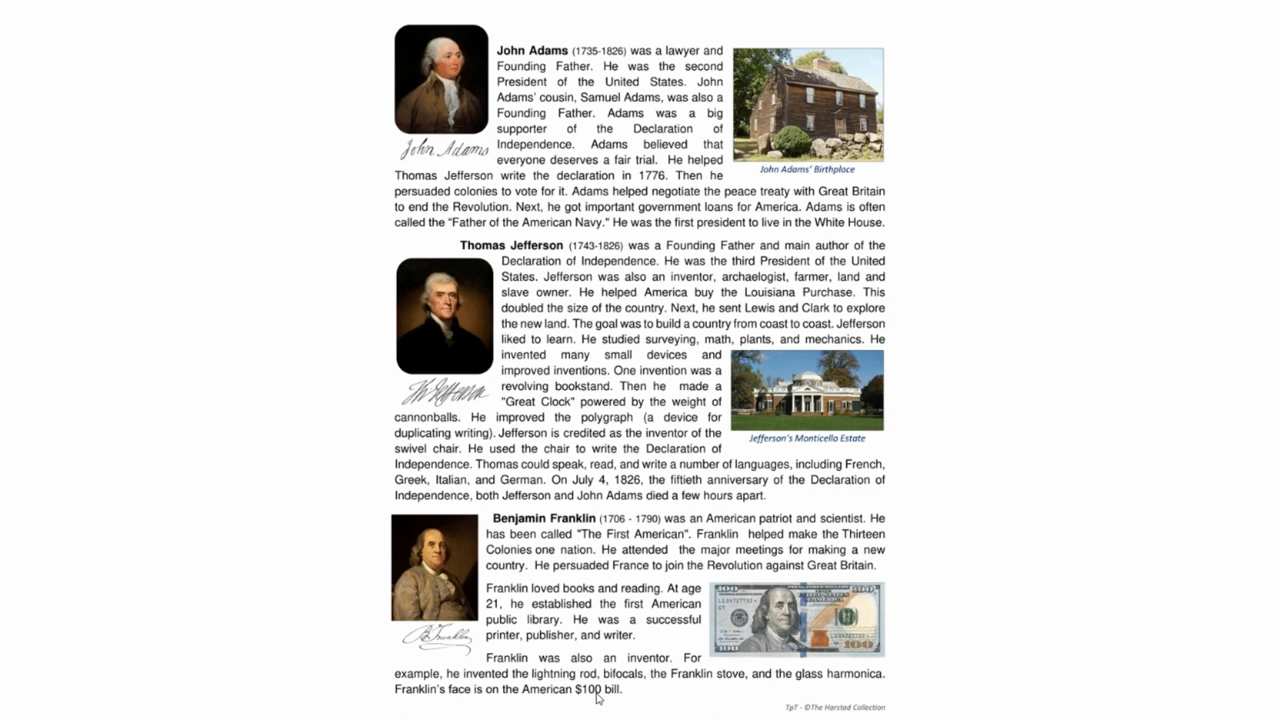 John Adams (1735-1826) was a lawyer and
Founding Father. He was the second
President of the United States. John
Adams' cousin, Samuel Adams, was also a
Founding Father. Adams was a big
supporter of the Declaration of
Independence. Adams believed that
everyone deserves a fair trial. He helped
Thomas Jefferson write the declaration in 1776. Then he
persuaded colonies to vote for it. Adams helped negotiate the peace treaty with Great Britain
to end the Revolution. Next, he got important government loans for America. Adams is often
called the "Father of the American Navy." He was the first president to live in the White House.
John Adams
John Adams' Birthplace
Thomas Jefferson (1743-1826) was a Founding Father and main author of the
Declaration of Independence. He was the third President of the United
States. Jefferson was also an inventor, archaelogist, farmer, land and
slave owner. He helped America buy the Louisiana Purchase. This
doubled the size of the country. Next, he sent Lewis and Clark to explore
the new land. The goal was to build a country from coast to coast. Jefferson
liked to learn. He studied surveying, math, plants, and mechanics. He
invented many small devices and
improved inventions. One invention was a
revolving bookstand. Then he made a
"Great Clock" powered by the weight of
cannonballs. He improved the polygraph (a device for
duplicating writing). Jefferson is credited as the inventor of the
swivel chair. He used the chair to write the Declaration of
Independence. Thomas could speak, read, and write a number of languages, including French,
Greek, Italian, and German. On July 4, 1826, the fiftieth anniversary of the Declaration of
Independence, both Jefferson and John Adams died a few hours apart.
Th: Jefferson
Jefferson's Monticello Estate
Benjamin Franklin (1706 - 1790) was an American patriot and scientist. He
has been called "The First American". Franklin helped make the Thirteen
Colonies one nation. He attended the major meetings for making a new
country. He persuaded France to join the Revolution against Great Britain.
Franklin loved books and reading. At age
21, he established the first American
public library. He was a successful
printer, publisher, and writer.
Franklin was also an inventor. For
example, he invented the lightning rod, bifocals, the Franklin stove, and the glass harmonica.
Franklin's face is on the American $100 bill.
B. Franklin
100
100
100
TpT - ©The Harstad Collection